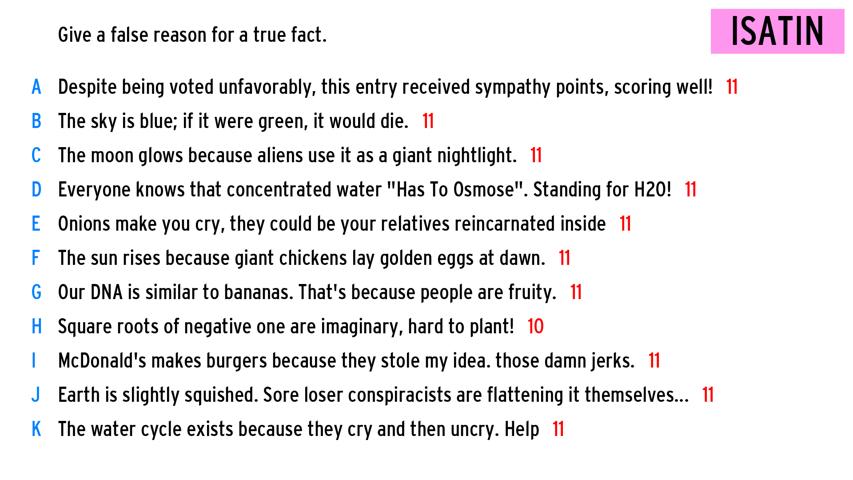 Give a false reason for a true fact.
ISATIN
A Despite being voted unfavorably, this entry received sympathy points, scoring well! 11
B The sky is blue; if it were green, it would die. 11
C The moon glows because aliens use it as a giant nightlight. 11
D Everyone knows that concentrated water "Has To Osmose". Standing for H2O! 11
E Onions make you cry, they could be your relatives reincarnated inside 11
F The sun rises because giant chickens lay golden eggs at dawn. 11
G Our DNA is similar to bananas. That's because people are fruity. 11
H Square roots of negative one are imaginary, hard to plant! 10
I McDonald's makes burgers because they stole my idea. those damn jerks. 11
J Earth is slightly squished. Sore loser conspiracists are flattening it themselves... 11
K The water cycle exists because they cry and then uncry. Help 11